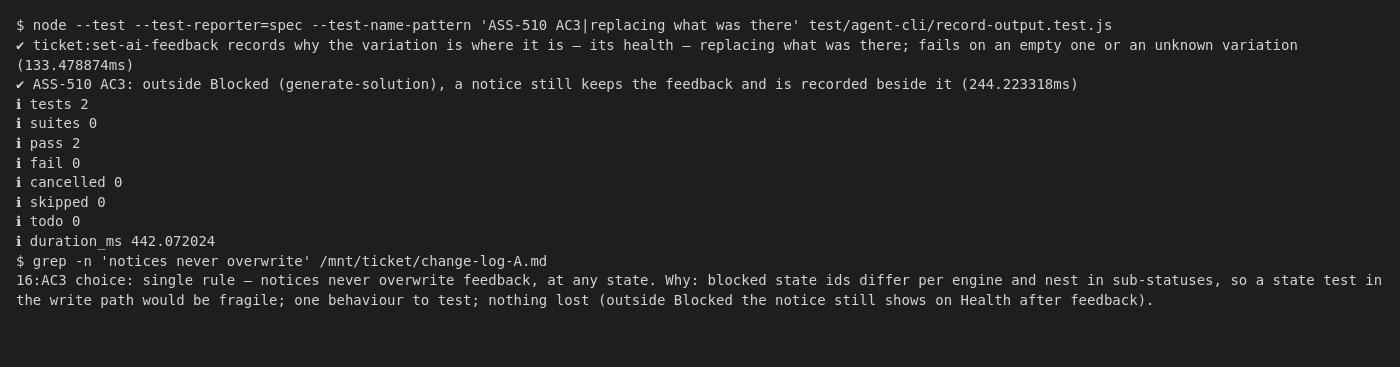 $ node --test --test-reporter=spec --test-name-pattern 'ASS-510 AC3|replacing what was there' test/agent-cli/record-output.test.js
✔ ticket:set-ai-feedback records why the variation is where it is — its health — replacing what was there; fails on an empty one or an unknown variation
(133.478874ms)
✔ ASS-510 AC3: outside Blocked (generate-solution), a notice still keeps the feedback and is recorded beside it (244.223318ms)
ℹ tests 2
ℹ suites 0
ℹ pass 2
ℹ fail 0
ℹ cancelled 0
ℹ skipped 0
ℹ todo 0
ℹ duration_ms 442.072024
$ grep -n 'notices never overwrite' /mnt/ticket/change-log-A.md
16:AC3 choice: single rule — notices never overwrite feedback, at any state. Why: blocked state ids differ per engine and nest in sub-statuses, so a state test in
the write path would be fragile; one behaviour to test; nothing lost (outside Blocked the notice still shows on Health after feedback).